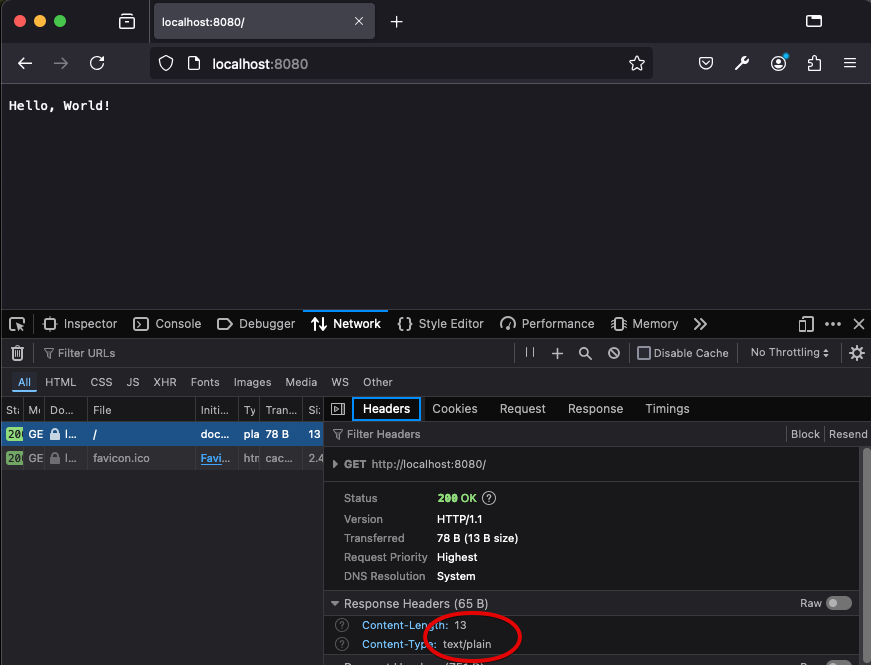 localhost:8080/
localhost:8080
Hello, World!
Inspector Console Debugger Network Style Editor Performance Memory
Filter URLs Disable Cache No Throttling
All HTML CSS JS XHR Fonts Images Media WS Other
St Me Do... File Initi... Ty Tran... Si
Headers Cookies Request Response Timings
200 GE l... / doc... pla 78 B 13
Filter Headers Block Resend
200 GE l... favicon.ico Favi... htm cac... 2.4
GET http://localhost:8080/
Status 200 OK
Version HTTP/1.1
Transferred 78 B (13 B size)
Request Priority Highest
DNS Resolution System
Response Headers (65 B) Raw
Content-Length: 13
Content-Type: text/plain